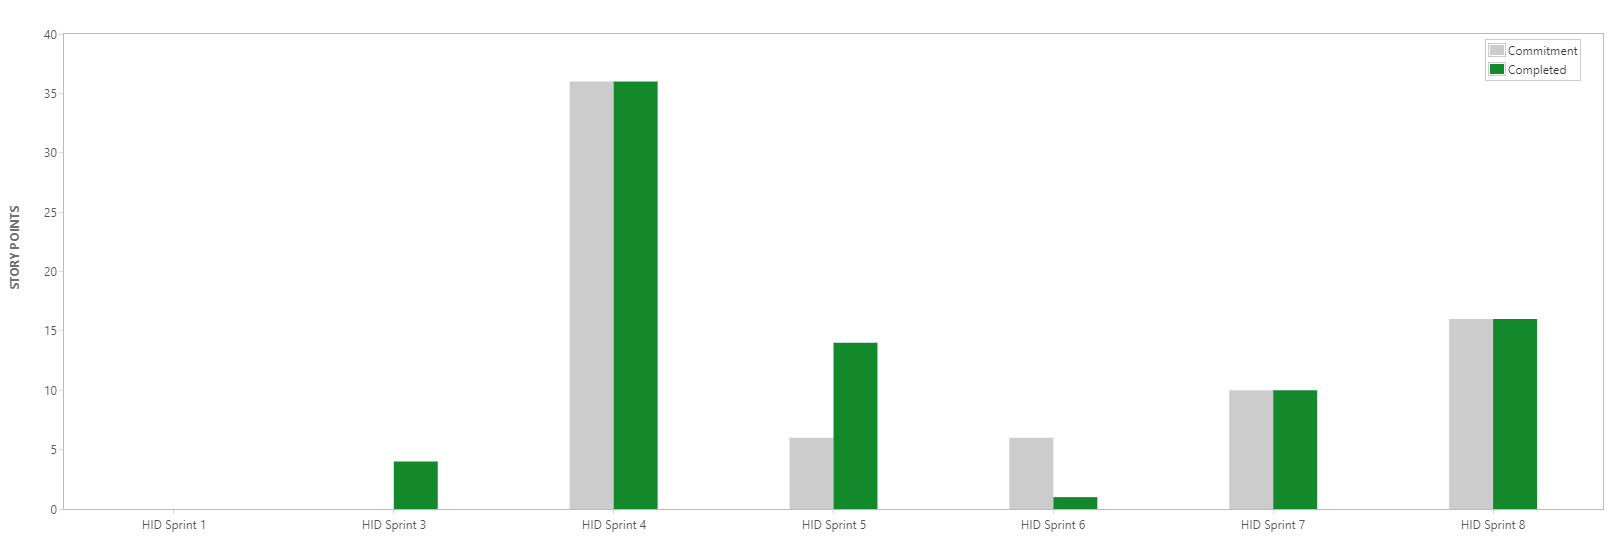 40
Commitment
Completed
35
30
25
20
15
10
5
0
STORY POINTS
HID Sprint 1
HID Sprint 3
HID Sprint 4
HID Sprint 5
HID Sprint 6
HID Sprint 7
HID Sprint 8